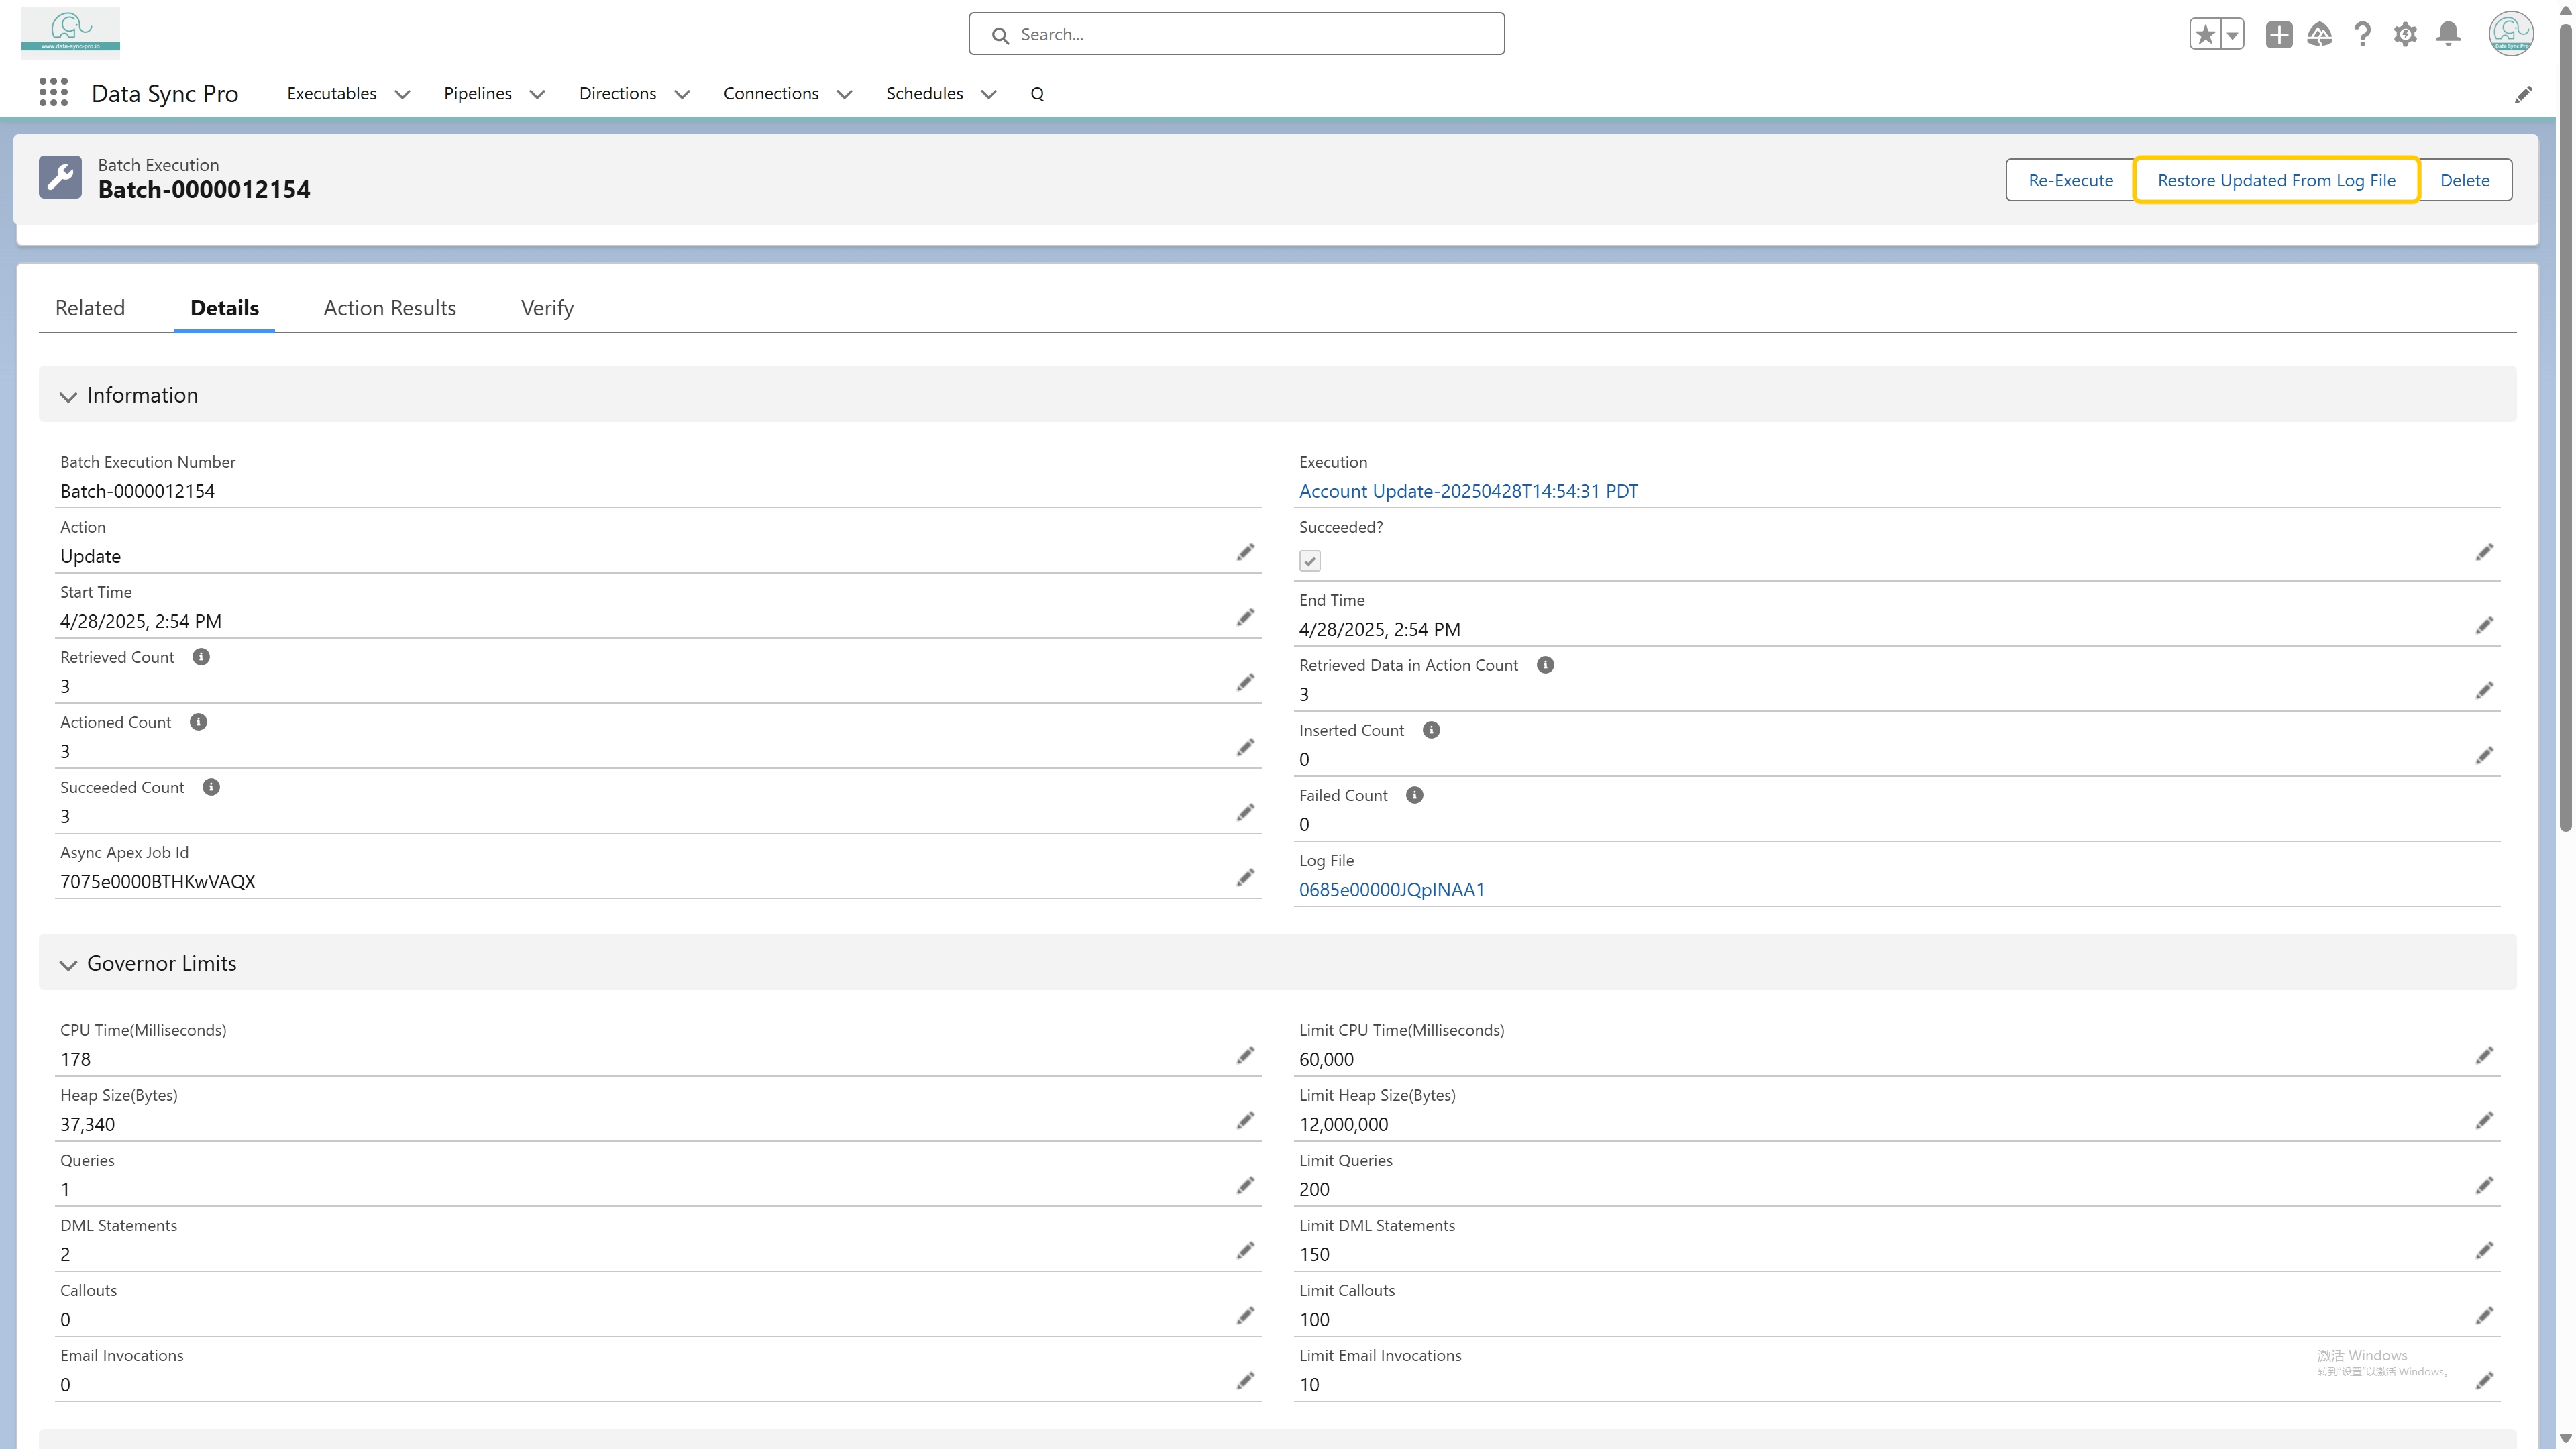 www.data-sync-pro.io
Search...
Data Sync Pro
Data Sync Pro
Executables
Pipelines
Directions
Connections
Schedules
Q
Batch Execution
Batch-0000012154
Re-Execute
Restore Updated From Log File
Delete
Related
Details
Action Results
Verify
Information
Batch Execution Number
Batch-0000012154
Execution
Account Update-20250428T14:54:31 PDT
Action
Update
Succeeded?
Start Time
4/28/2025, 2:54 PM
End Time
4/28/2025, 2:54 PM
Retrieved Count
3
Retrieved Data in Action Count
3
Actioned Count
3
Inserted Count
0
Succeeded Count
3
Failed Count
0
Async Apex Job Id
7075e0000BTHKwVAQX
Log File
0685e00000JQpINAA1
Governor Limits
CPU Time(Milliseconds)
178
Limit CPU Time(Milliseconds)
60,000
Heap Size(Bytes)
37,340
Limit Heap Size(Bytes)
12,000,000
Queries
1
Limit Queries
200
DML Statements
2
Limit DML Statements
150
Callouts
0
Limit Callouts
100
Email Invocations
0
Limit Email Invocations
10
激活 Windows
转到"设置"以激活 Windows。